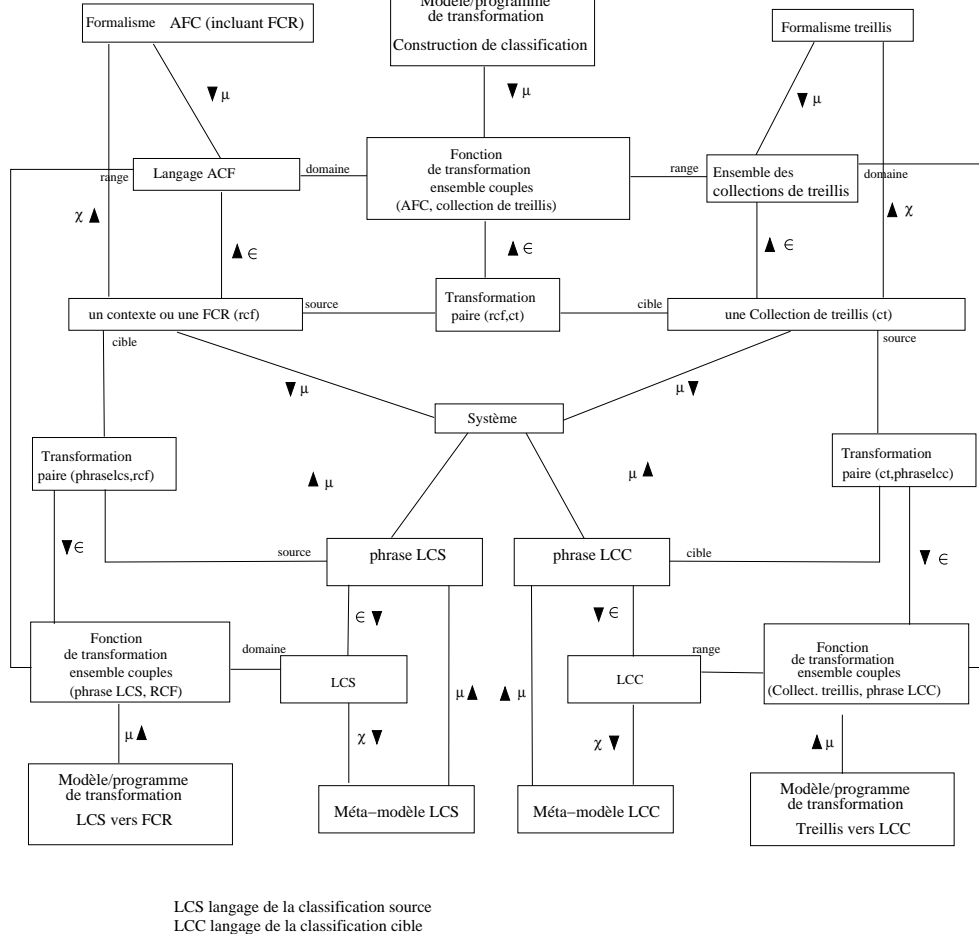 Formalisme AFC (incluant FCR)
Modèle/programme
de transformation
Construction de classification
Formalisme treillis
▼ μ
▼ μ
▼ μ
Langage ACF
domaine
range
Fonction
de transformation
ensemble couples
(AFC, collection de treillis)
range
Ensemble des
collections de treillis
domaine
χ ▲
▲ ∈
▲ ∈
▲ ∈
▲ χ
un contexte ou une FCR (rcf)
source
Transformation
paire (rcf,ct)
cible
une Collection de treillis (ct)
cible
source
▼ μ
μ ▼
Système
Transformation
paire (phraselcs,rcf)
Transformation
paire (ct,phraselcc)
▲ μ
μ ▲
▼ ∈
source
phrase LCS
phrase LCC
cible
▼ ∈
∈ ▼
▼ ∈
Fonction
de transformation
ensemble couples
(phrase LCS, RCF)
domaine
LCS
LCC
range
Fonction
de transformation
ensemble couples
(Collect. treillis, phrase LCC)
μ ▲
▲ μ
μ ▲
χ ▼
χ ▼
▲ μ
Modèle/programme
de transformation
LCS vers FCR
Méta−modèle LCS
Méta−modèle LCC
Modèle/programme
de transformation
Treillis vers LCC
LCS langage de la classification source
LCC langage de la classification cible